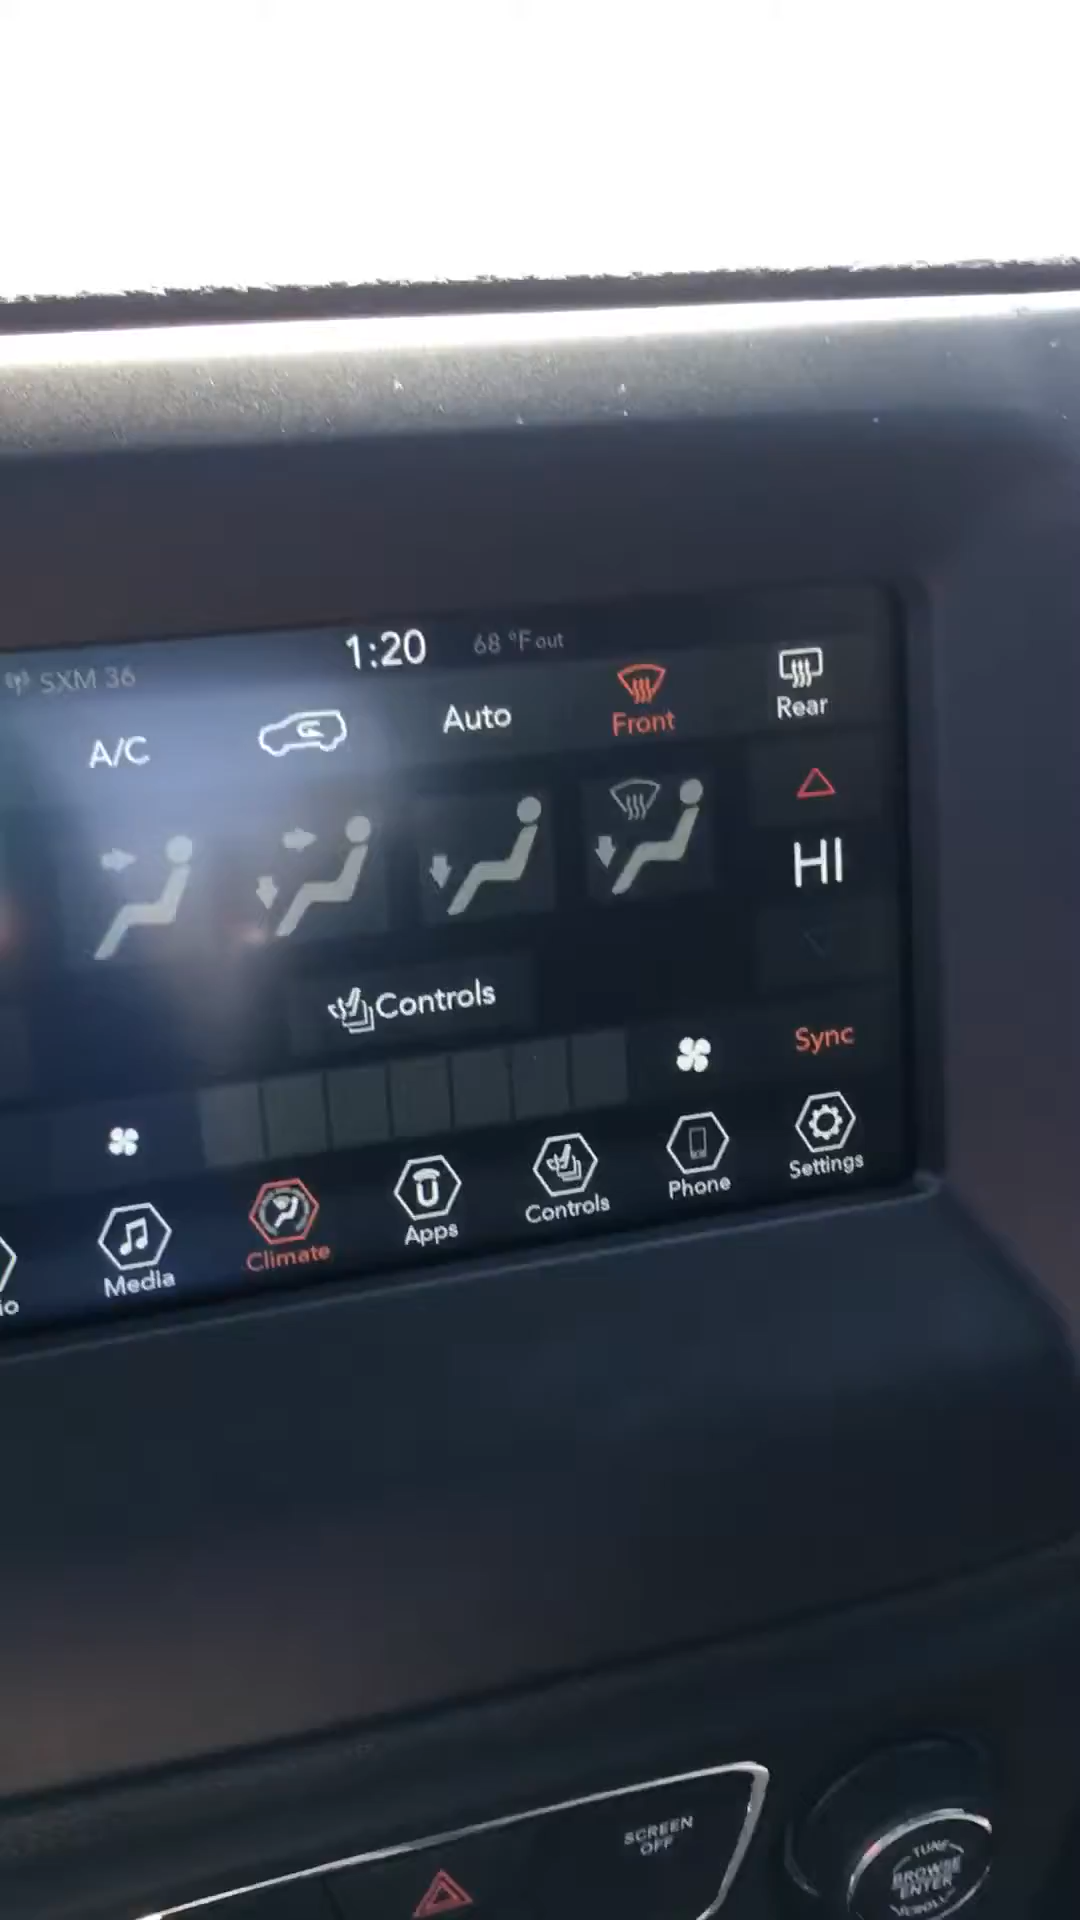 1:20 68 °F out
SXM 36
A/C Auto Front Rear
HI
Controls
Sync
Media Climate Apps Controls Phone Settings
SCREEN
OFF
TUNE
BROWSE
ENTER
SCROLL